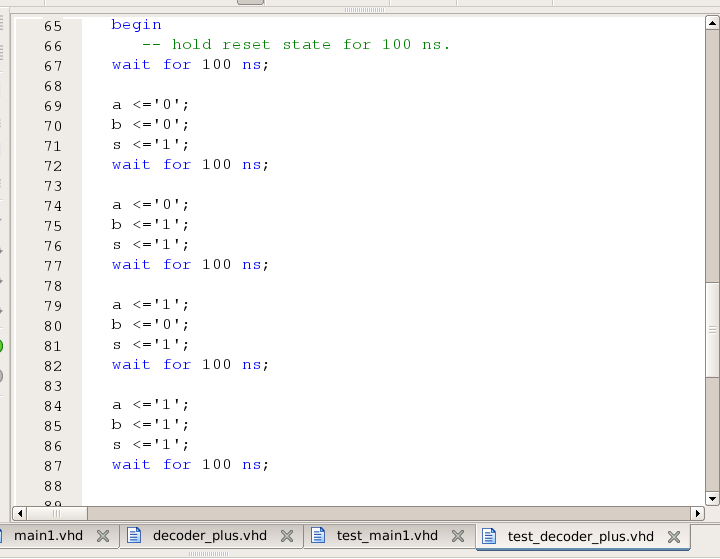 65 begin
66 -- hold reset state for 100 ns.
67 wait for 100 ns;
68
69 a <='0';
70 b <='0';
71 s <='1';
72 wait for 100 ns;
73
74 a <='0';
75 b <='1';
76 s <='1';
77 wait for 100 ns;
78
79 a <='1';
80 b <='0';
81 s <='1';
82 wait for 100 ns;
83
84 a <='1';
85 b <='1';
86 s <='1';
87 wait for 100 ns;
88
89
main1.vhd decoder_plus.vhd test_main1.vhd test_decoder_plus.vhd